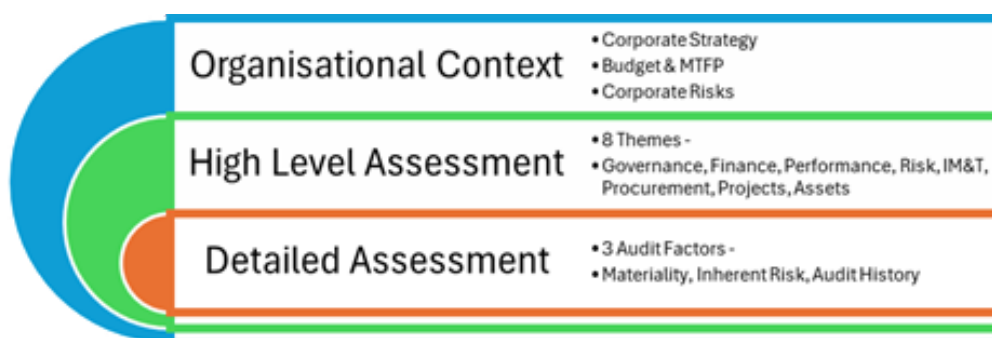 Organisational Context
• Corporate Strategy
• Budget & MTFP
• Corporate Risks
High Level Assessment
• 8 Themes -
• Governance, Finance, Performance, Risk, IM&T,
Procurement, Projects, Assets
Detailed Assessment
• 3 Audit Factors -
• Materiality, Inherent Risk, Audit History